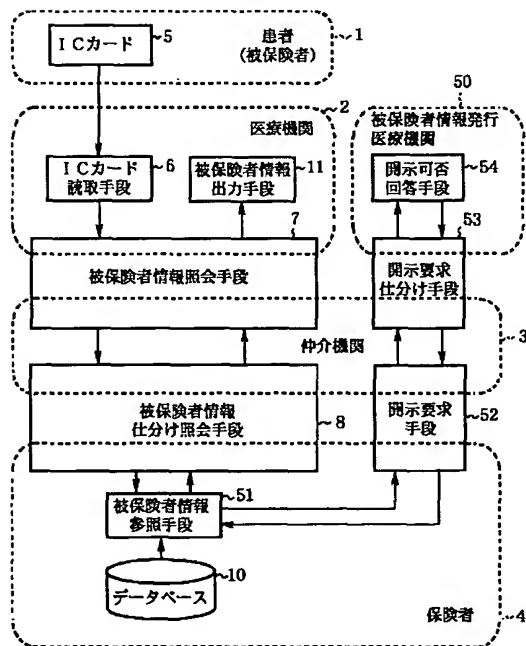 ICカード
5
患者
(被保険者)
1
2
医療機関
50
被保険者情報発行
医療機関
ICカード
読取手段
6
被保険者情報
出力手段
11
開示可否
回答手段
54
7
被保険者情報照会手段
53
開示要求
仕分け手段
仲介機関
3
被保険者情報
仕分け照会手段
8
開示要求
手段
52
被保険者情報
参照手段
51
データベース
10
保険者
4